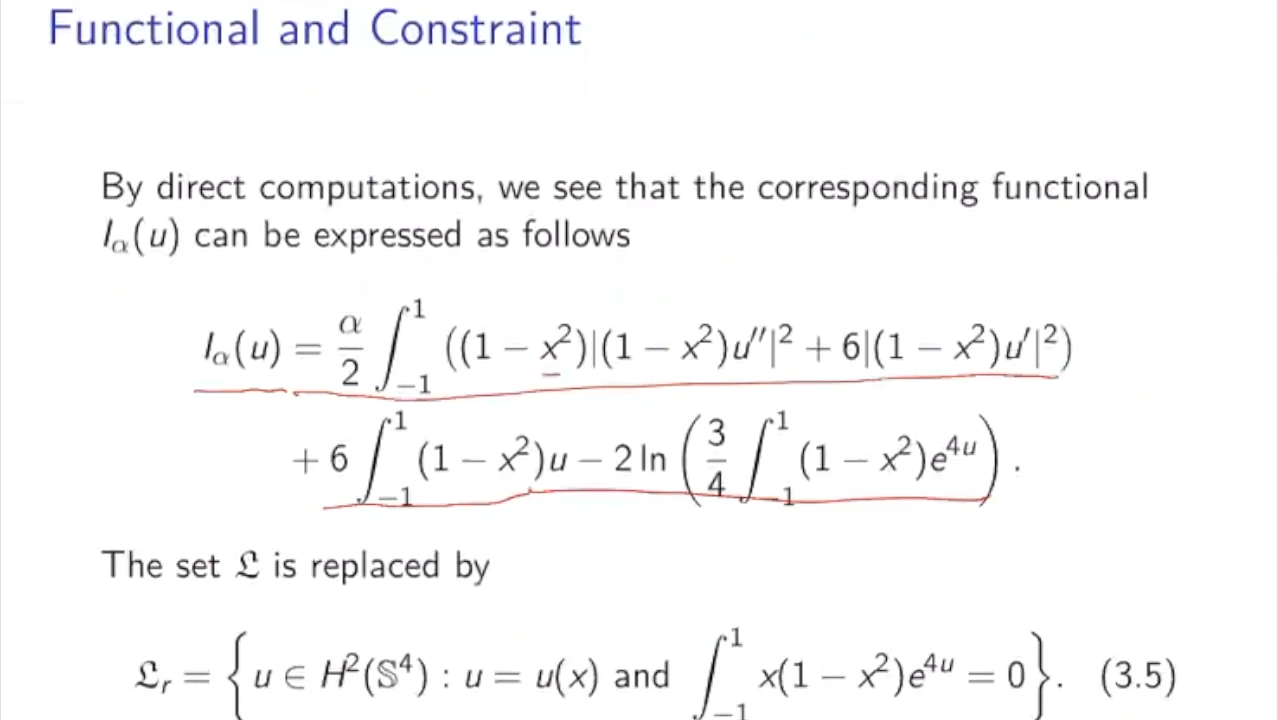 Functional and Constraint
By direct computations, we see that the corresponding functional
I_α(u) can be expressed as follows
I_α(u) = α/2 ∫_{-1}^{1} ((1 − x²)|(1 − x²)u″|² + 6|(1 − x²)u′|²)
+ 6 ∫_{-1}^{1} (1 − x²)u − 2 ln (3/4 ∫_{-1}^{1} (1 − x²)e^{4u}) .
The set 𝔏 is replaced by
𝔏_r = { u ∈ H²(𝕊⁴) : u = u(x) and ∫_{-1}^{1} x(1 − x²)e^{4u} = 0 }. (3.5)